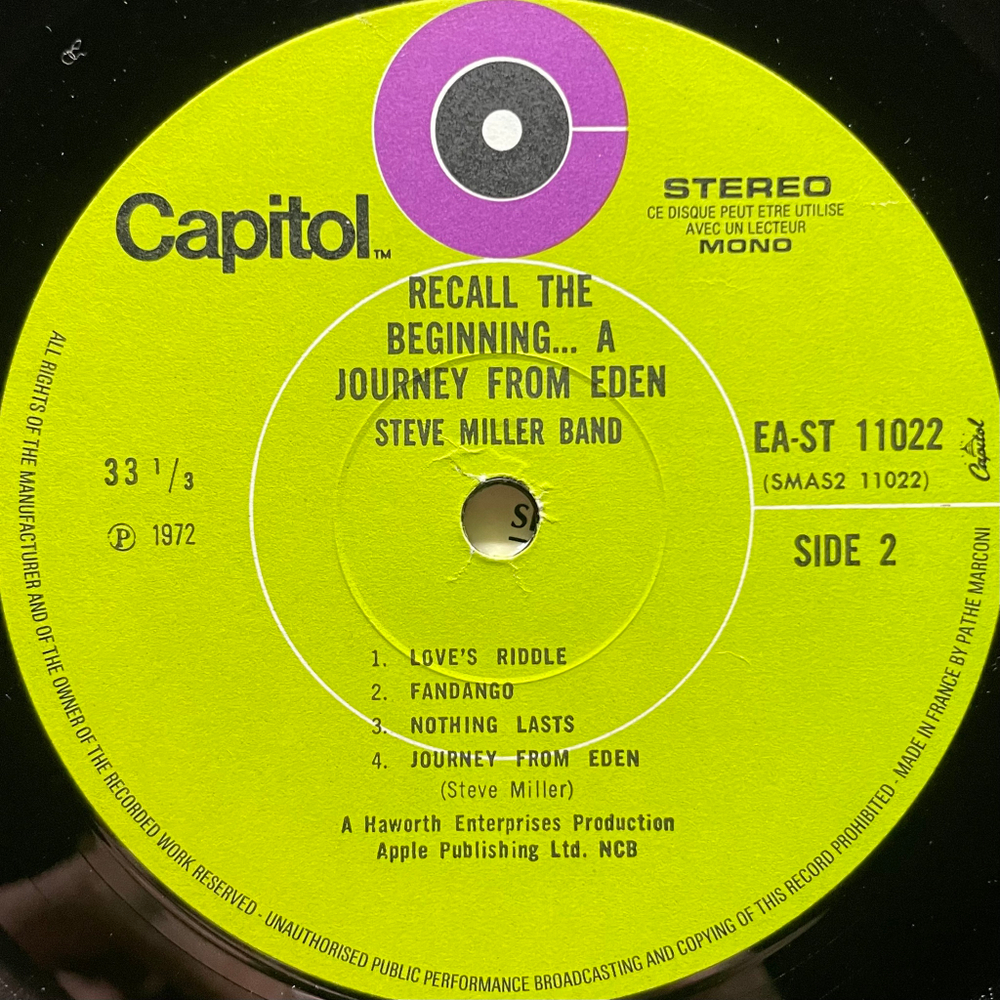 Capitol™
STEREO
CE DISQUE PEUT ETRE UTILISE
AVEC UN LECTEUR
MONO
RECALL THE
BEGINNING... A
JOURNEY FROM EDEN
STEVE MILLER BAND
33 1/3
Ⓟ 1972
EA-ST 11022
Capitol
(SMAS2 11022)
SIDE 2
1. LOVE'S RIDDLE
2. FANDANGO
3. NOTHING LASTS
4. JOURNEY FROM EDEN
(Steve Miller)
A Haworth Enterprises Production
Apple Publishing Ltd. NCB
ALL RIGHTS OF THE MANUFACTURER AND OF THE OWNER OF THE RECORDED WORK RESERVED - UNAUTHORISED PUBLIC PERFORMANCE BROADCASTING AND COPYING OF THIS RECORD PROHIBITED - MADE IN FRANCE BY PATHE MARCONI